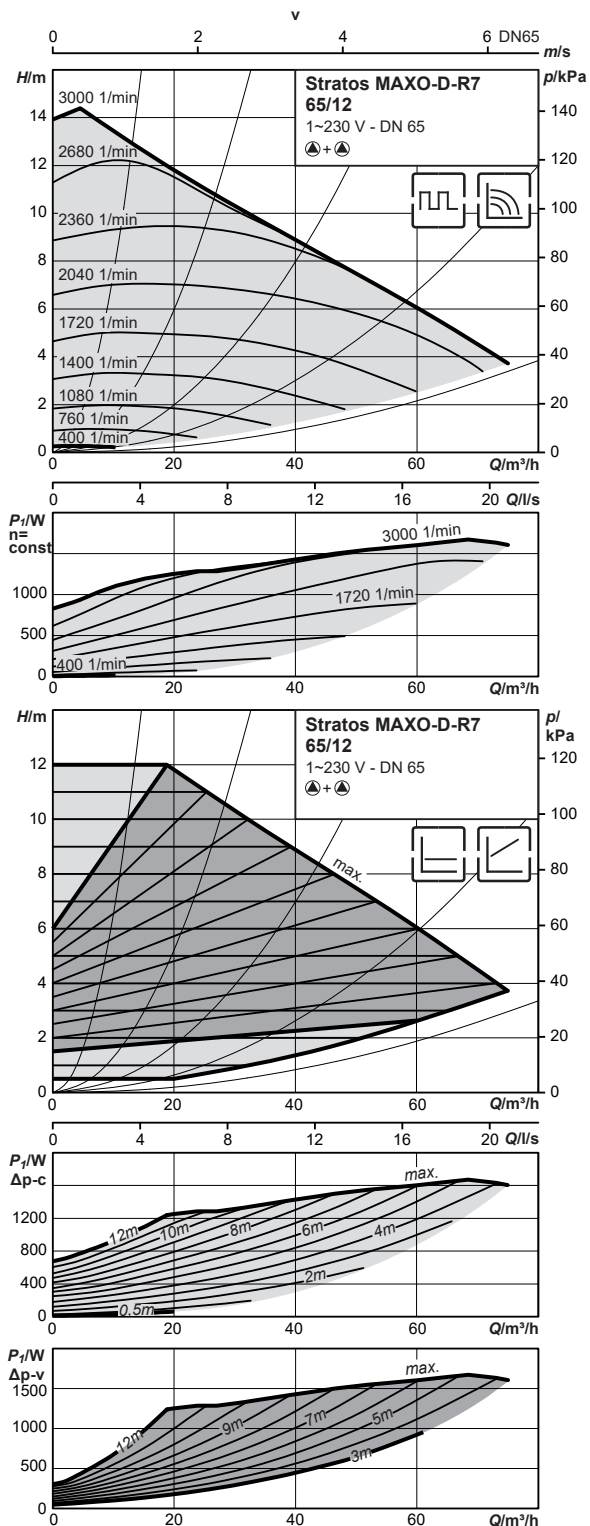 v
0 2 4 6 DN65
m/s
H/m p/kPa
Stratos MAXO-D-R7
65/12
1~230 V - DN 65
+
3000 1/min
2680 1/min
2360 1/min
2040 1/min
1720 1/min
1400 1/min
1080 1/min
760 1/min
400 1/min
14
12
10
8
6
4
2
0
140
120
100
80
60
40
20
0
0 20 40 60 Q/m³/h
0 4 8 12 16 20 Q/l/s
P₁/W
n=
const
3000 1/min
1720 1/min
400 1/min
1000
500
0
0 20 40 60 Q/m³/h
H/m p/
kPa
Stratos MAXO-D-R7
65/12
1~230 V - DN 65
+
max.
12
10
8
6
4
2
0
120
100
80
60
40
20
0
0 20 40 60 Q/m³/h
0 4 8 12 16 20 Q/l/s
P₁/W
Δp-c
max.
12m 10m 8m 6m 4m
2m
0.5m
1200
800
400
0
0 20 40 60 Q/m³/h
P₁/W
Δp-v
max.
12m 9m 7m 5m
3m
1500
1000
500
0
0 20 40 60 Q/m³/h